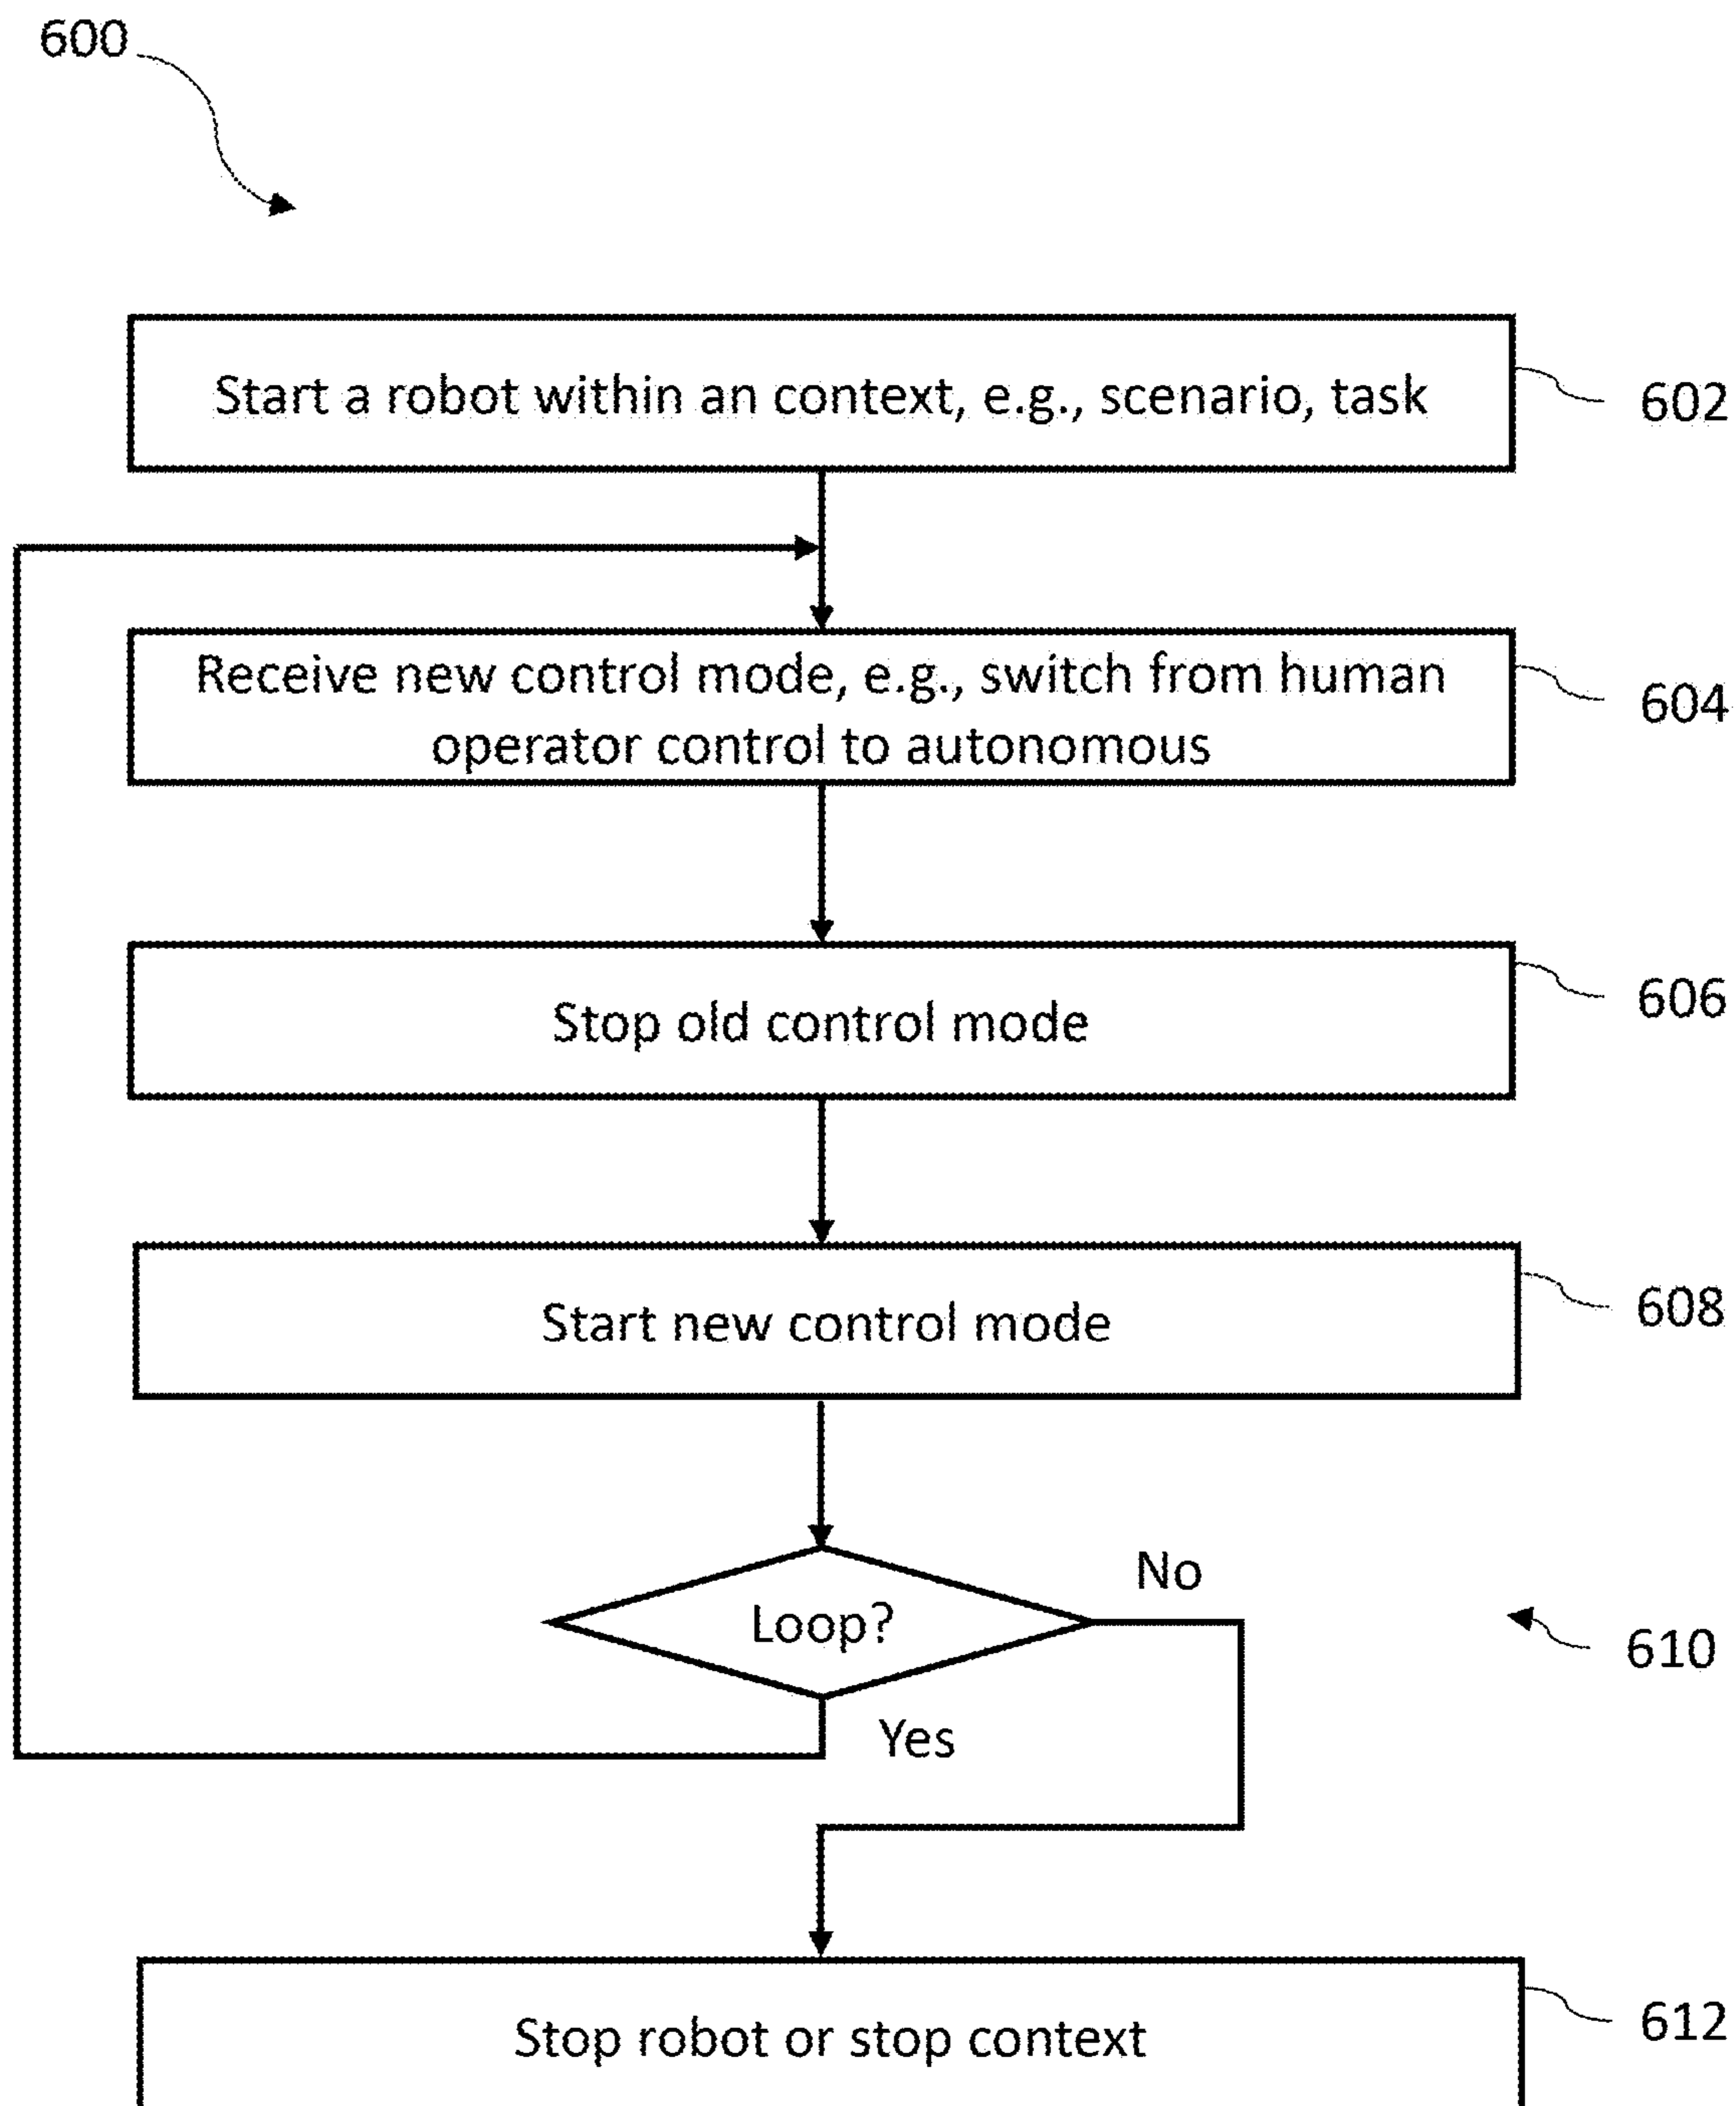 600
Start a robot within an context, e.g., scenario, task
602
Receive new control mode, e.g., switch from human
operator control to autonomous
604
Stop old control mode
606
Start new control mode
608
No
Loop?
610
Yes
Stop robot or stop context
612